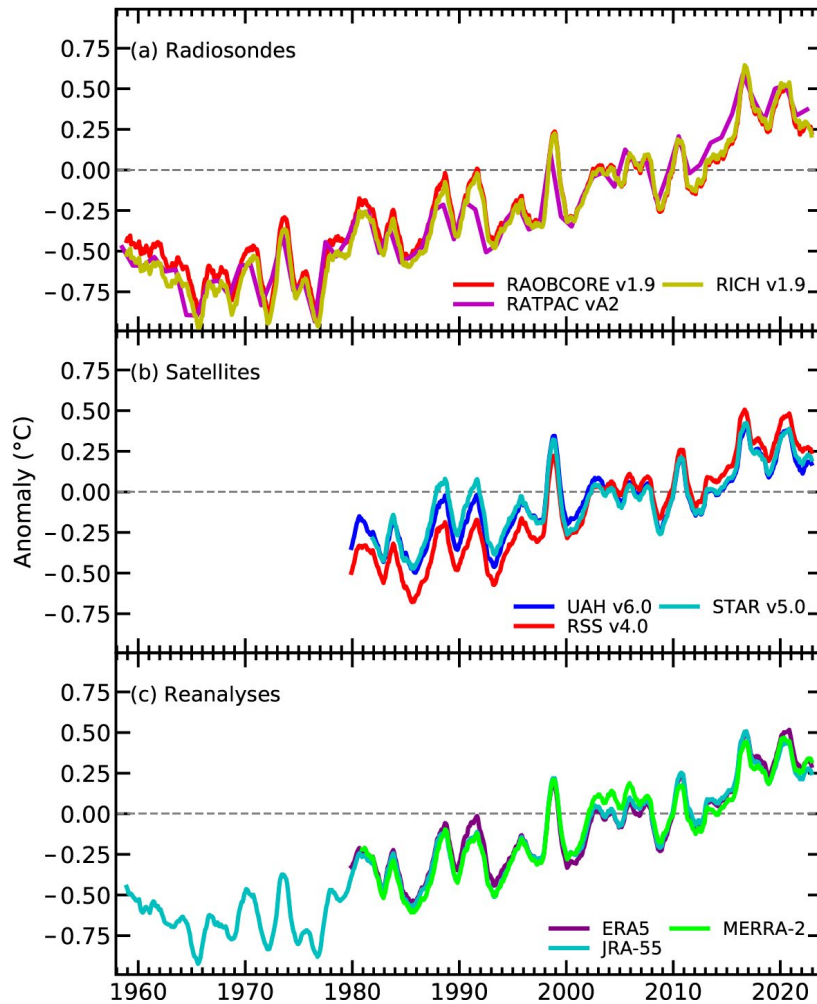 0.75
(a) Radiosondes
0.50
0.25
0.00
−0.25
−0.50
−0.75
RAOBCORE v1.9 RICH v1.9
RATPAC vA2
0.75
(b) Satellites
0.50
0.25
0.00
−0.25
−0.50
−0.75
UAH v6.0 STAR v5.0
RSS v4.0
Anomaly (°C)
0.75
(c) Reanalyses
0.50
0.25
0.00
−0.25
−0.50
−0.75
ERA5 MERRA-2
JRA-55
1960 1970 1980 1990 2000 2010 2020